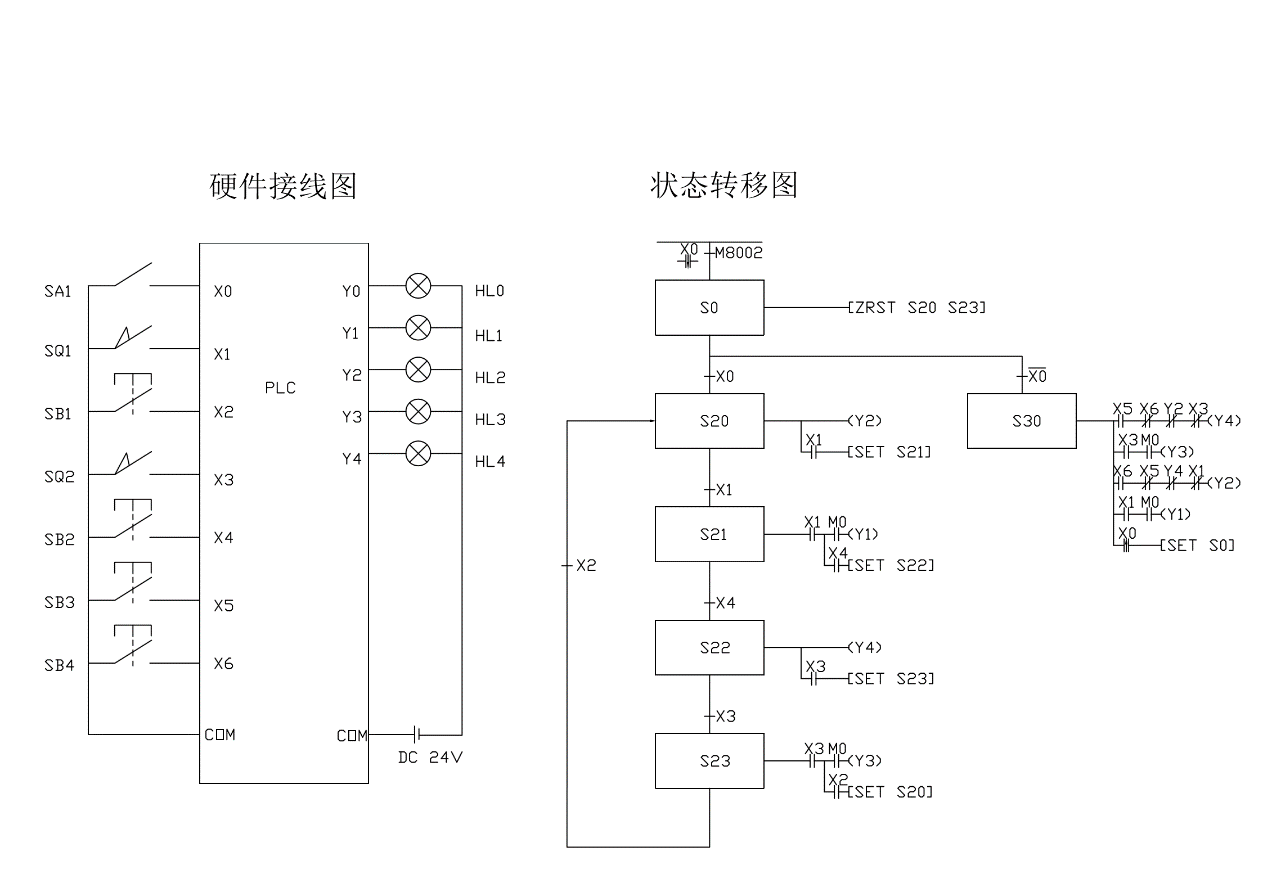 硬件接线图
SA1
SQ1
SB1
SQ2
SB2
SB3
SB4
X0
X1
X2
X3
X4
X5
X6
COM
PLC
Y0
Y1
Y2
Y3
Y4
COM
HL0
HL1
HL2
HL3
HL4
DC 24V
状态转移图
X0
M8002
S0
[ZRST S20 S23]
X0
X0
S20
(Y2)
X1
[SET S21]
X1
S21
X1 M0
(Y1)
X4
[SET S22]
X4
S22
(Y4)
X3
[SET S23]
X3
S23
X3 M0
(Y3)
X2
[SET S20]
X2
S30
X5 X6 Y2 X3
(Y4)
X3 M0
(Y3)
X6 X5 Y4 X1
(Y2)
X1 M0
(Y1)
X0
[SET S0]